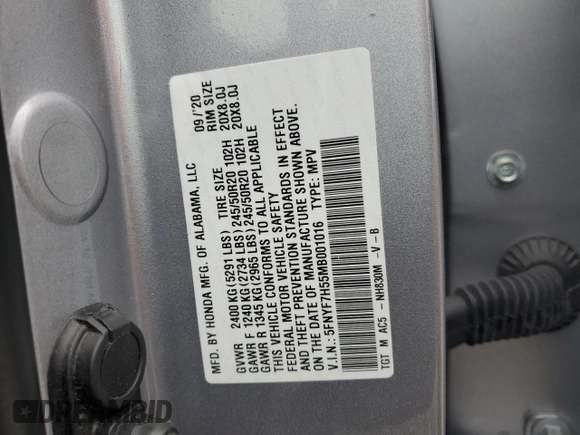 MFD. BY HONDA MFG. OF ALABAMA, LLC 09/'20
TIRE SIZE RIM SIZE
GVWR 2400 KG(5291 LBS)
GAWR F 1240 KG(2734 LBS) 245/50R20 102H 20X8.0J
GAWR R 1345 KG(2965 LBS) 245/50R20 102H 20X8.0J
THIS VEHICLE CONFORMS TO ALL APPLICABLE
FEDERAL MOTOR VEHICLE SAFETY
AND THEFT PREVENTION STANDARDS IN EFFECT
ON THE DATE OF MANUFACTURE SHOWN ABOVE.
V.I.N.: 5FNYF7H55MB001016 TYPE: MPV
TGT M AC5 - NH830M -V - B
DREAMBID